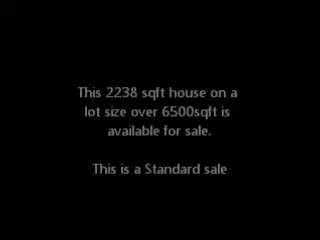 This 2238 sqft house on a
lot size over 6500sqft is
available for sale.
This is a Standard sale